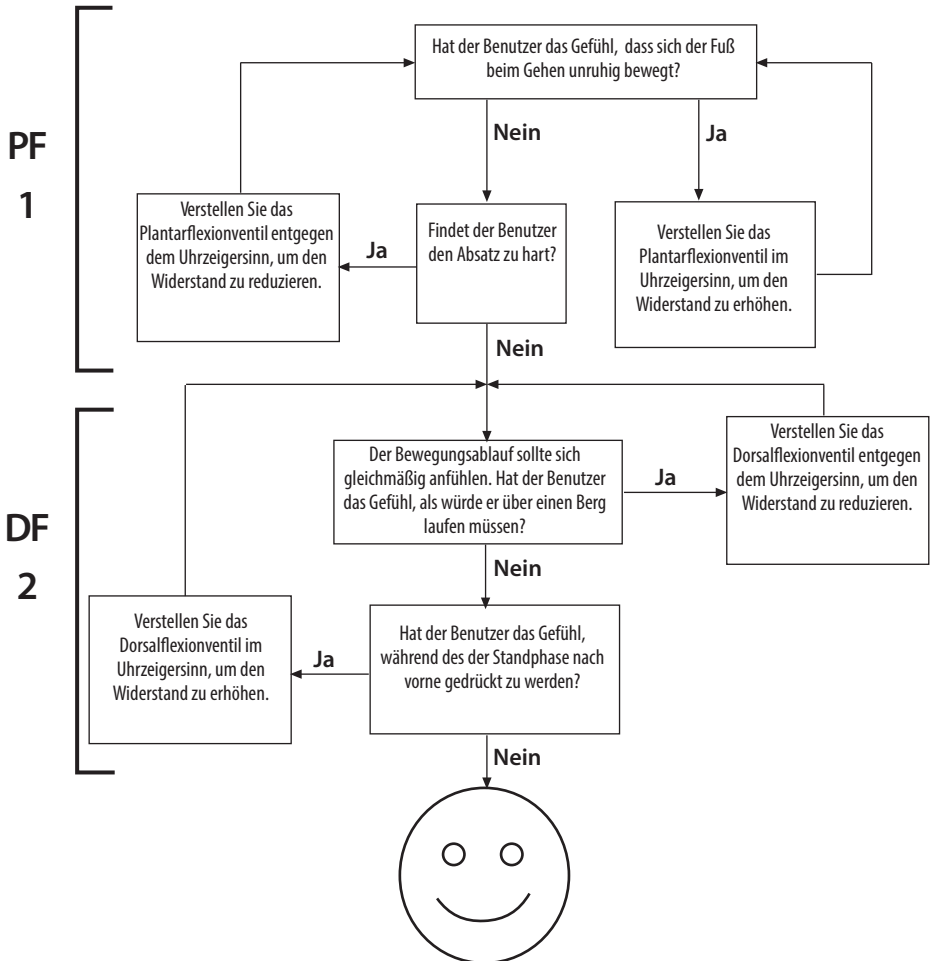 PF
1
Hat der Benutzer das Gefühl, dass sich der Fuß
beim Gehen unruhig bewegt?
Nein
Ja
Verstellen Sie das
Plantarflexionventil entgegen
dem Uhrzeigersinn, um den
Widerstand zu reduzieren.
Ja
Findet der Benutzer
den Absatz zu hart?
Verstellen Sie das
Plantarflexionventil im
Uhrzeigersinn, um den
Widerstand zu erhöhen.
Nein
DF
2
Der Bewegungsablauf sollte sich
gleichmäßig anfühlen. Hat der Benutzer
das Gefühl, als würde er über einen Berg
laufen müssen?
Ja
Verstellen Sie das
Dorsalflexionventil entgegen
dem Uhrzeigersinn, um den
Widerstand zu reduzieren.
Nein
Verstellen Sie das
Dorsalflexionventil im
Uhrzeigersinn, um den
Widerstand zu erhöhen.
Ja
Hat der Benutzer das Gefühl,
während des der Standphase nach
vorne gedrückt zu werden?
Nein